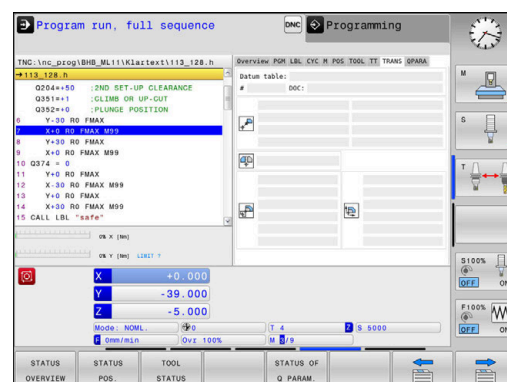 Program run, full sequence
DNC
Programming
TNC:\nc_prog\BHB_ML11\Klartext\113_128.h
→113_128.h
Q204=+50 ;2ND SET-UP CLEARANCE
Q351=+1 ;CLIMB OR UP-CUT
Q352=+0 ;PLUNGE POSITION
6 Y-30 R0 FMAX
7 X+0 R0 FMAX M99
8 Y+30 R0 FMAX
9 X+0 R0 FMAX M99
10 Q374 = 0
11 Y+0 R0 FMAX
12 X-30 R0 FMAX M99
13 Y+0 R0 FMAX
14 X+30 R0 FMAX M99
15 CALL LBL "safe"
Overview PGM LBL CYC M POS TOOL TT TRANS QPARA
Datum table:
# DOC:
0% X [Nm]
0% Y [Nm] LIMIT ?
X +0.000
Y -39.000
Z -5.000
Mode: NOML. 0 T 4 Z S 5000
F 0mm/min Ovr 100% M 5/9
M
S
T
S100%
OFF ON
F100%
OFF ON
STATUS OVERVIEW
STATUS POS.
TOOL STATUS
STATUS OF Q PARAM.